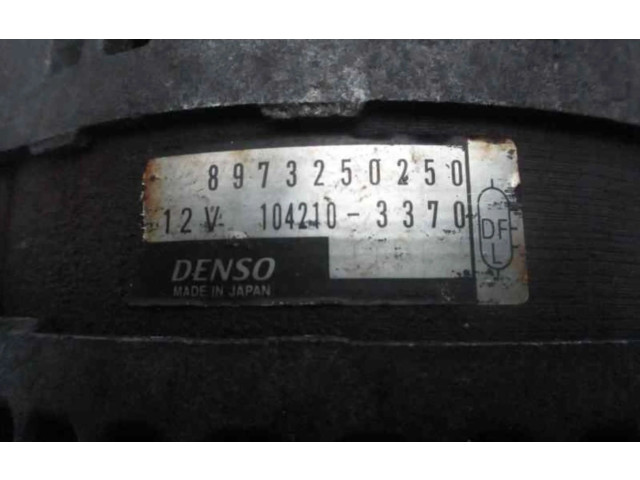 8973250250
12V 104210-3370
DENSO
MADE IN JAPAN
DF
L